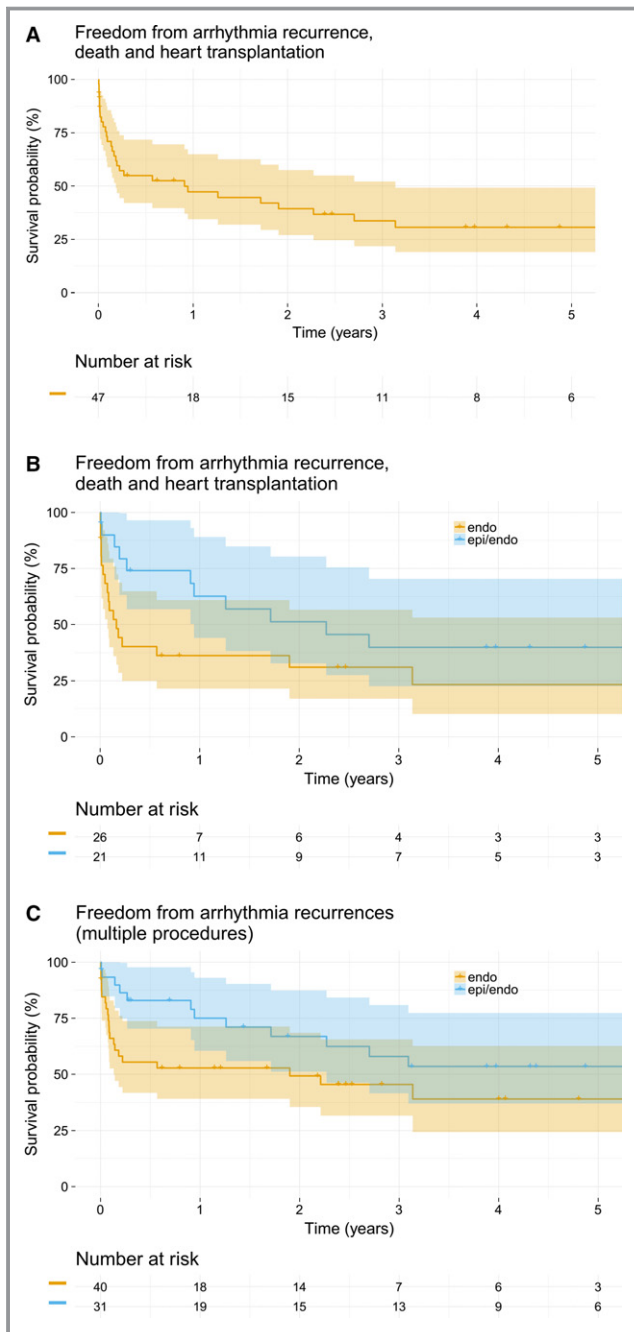 A
Freedom from arrhythmia recurrence,
death and heart transplantation
100
75
50
25
0
Survival probability (%)
0 1 2 3 4 5
Time (years)
Number at risk
47 18 15 11 8 6
B
Freedom from arrhythmia recurrence,
death and heart transplantation
endo
epi/endo
100
75
50
25
0
Survival probability (%)
0 1 2 3 4 5
Time (years)
Number at risk
26 7 6 4 3 3
21 11 9 7 5 3
C
Freedom from arrhythmia recurrences
(multiple procedures)
endo
epi/endo
100
75
50
25
0
Survival probability (%)
0 1 2 3 4 5
Time (years)
Number at risk
40 18 14 7 6 3
31 19 15 13 9 6